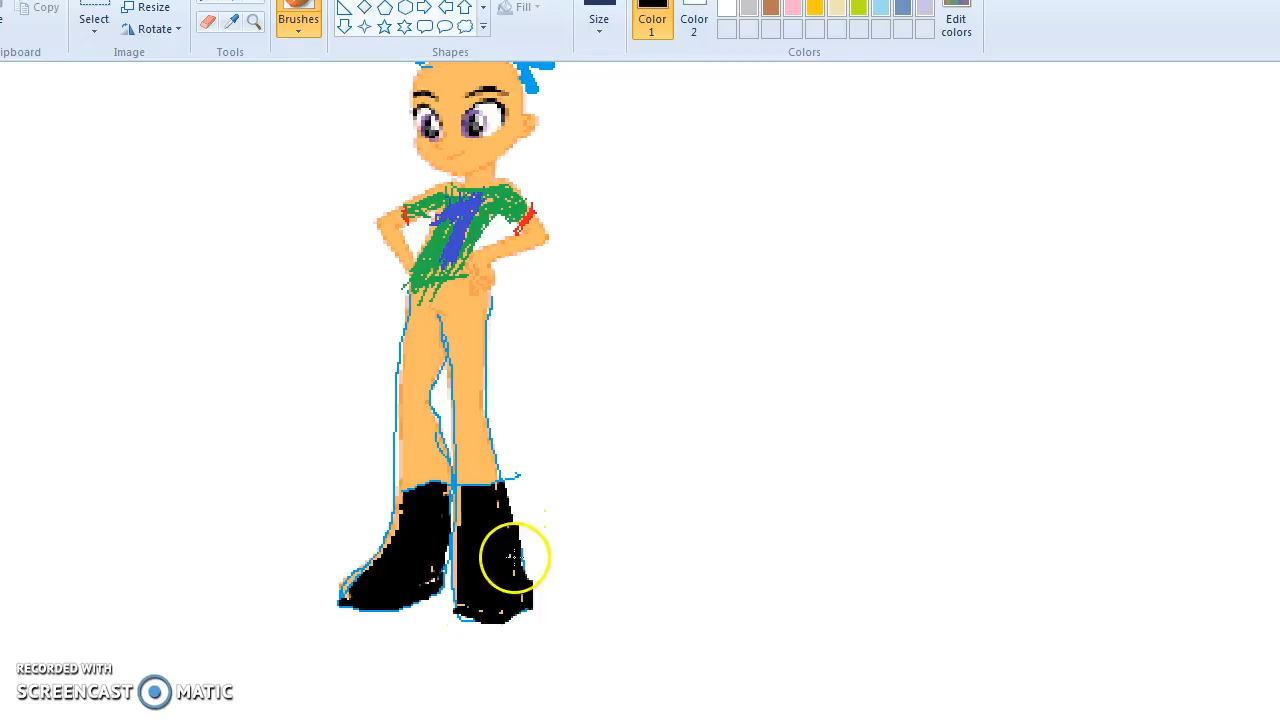 Copy
Resize
Rotate
Select
Brushes
Fill
Size
Color
1
Color
2
Edit
colors
Image
Tools
Shapes
Colors
RECORDED WITH
SCREENCAST MATIC